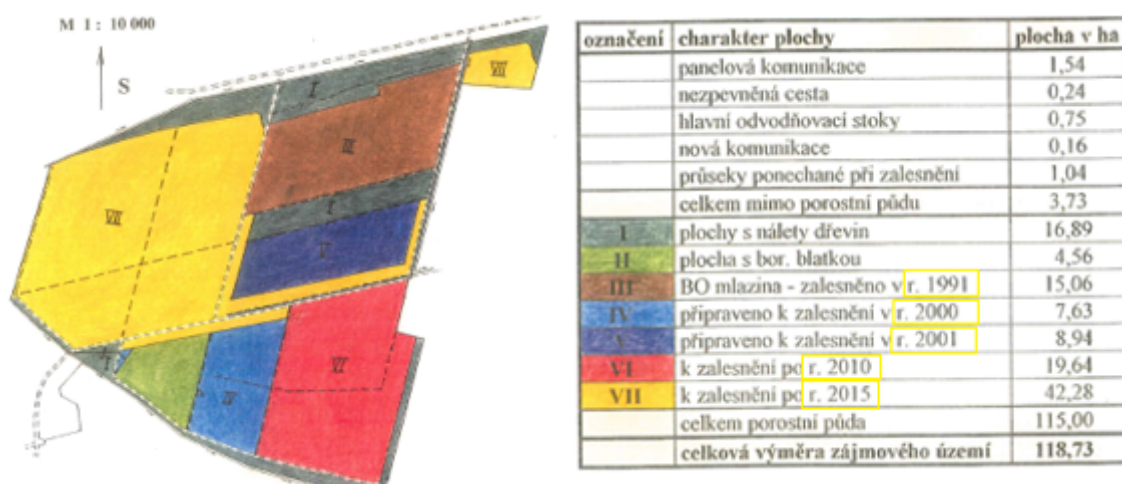 M 1 : 10 000
S
I
VII
III
VII
I
V
I
VI
IV
označení charakter plochy plocha v ha
panelová komunikace 1,54
nezpevněná cesta 0,24
hlavní odvodňovací stoky 0,75
nová komunikace 0,16
průseky ponechané při zalesnění 1,04
celkem mimo porostní půdu 3,73
I plochy s nálety dřevin 16,89
II plocha s bor. blatkou 4,56
III BO mlazina - zalesněno v r. 1991 15,06
IV připraveno k zalesnění v r. 2000 7,63
V připraveno k zalesnění v r. 2001 8,94
VI k zalesnění po r. 2010 19,64
VII k zalesnění po r. 2015 42,28
celkem porostní půda 115,00
celková výměra zájmového území 118,73